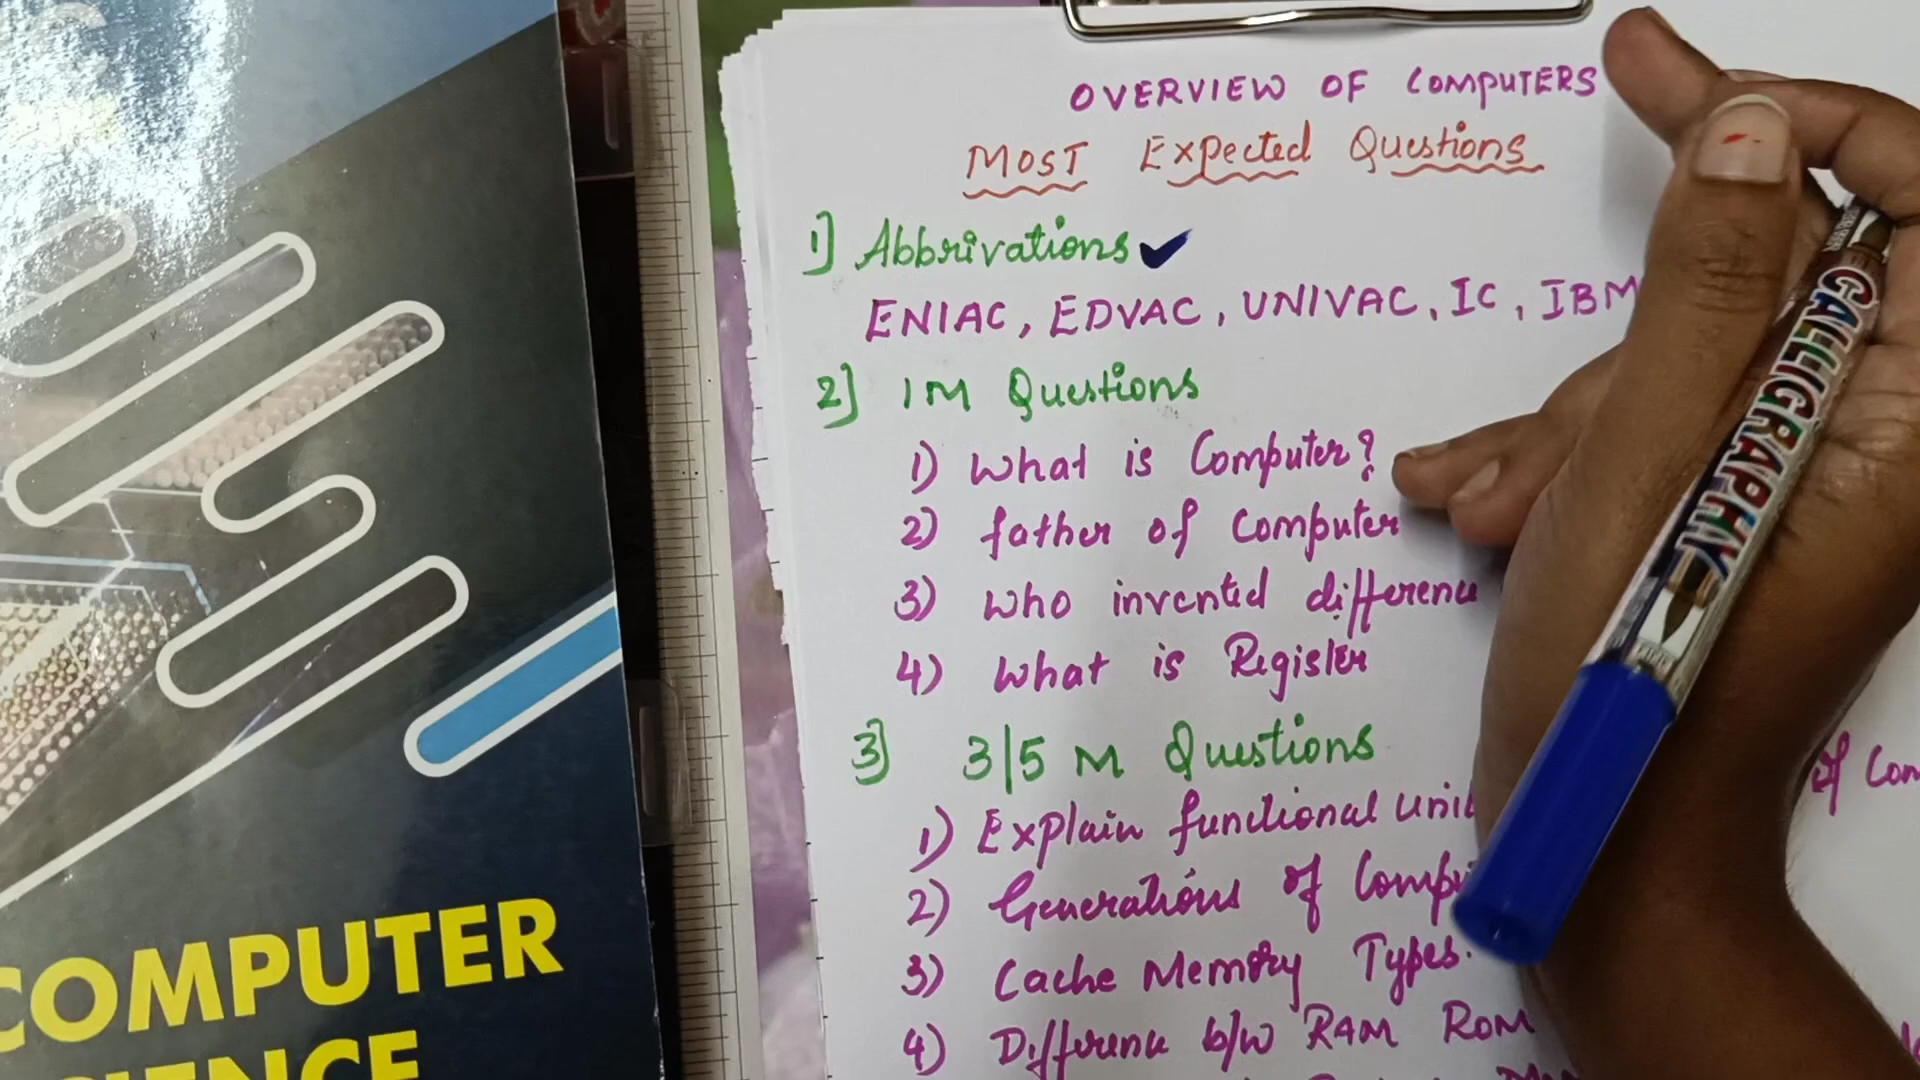 OVERVIEW OF COMPUTERS
MOST Expected Questions
1] Abbrivations ✔
ENIAC, EDVAC, UNIVAC, IC, IBM
2] 1M Questions
1) What is Computer?
2) father of Computer
3) Who invented difference
4) What is Register
3] 3/5 M Questions
1) Explain functional
2) Generations of
3) Cache Memory Types.
4) Difference b/w RAM ROM
of
CALLIGRAPHY
COMPUTER